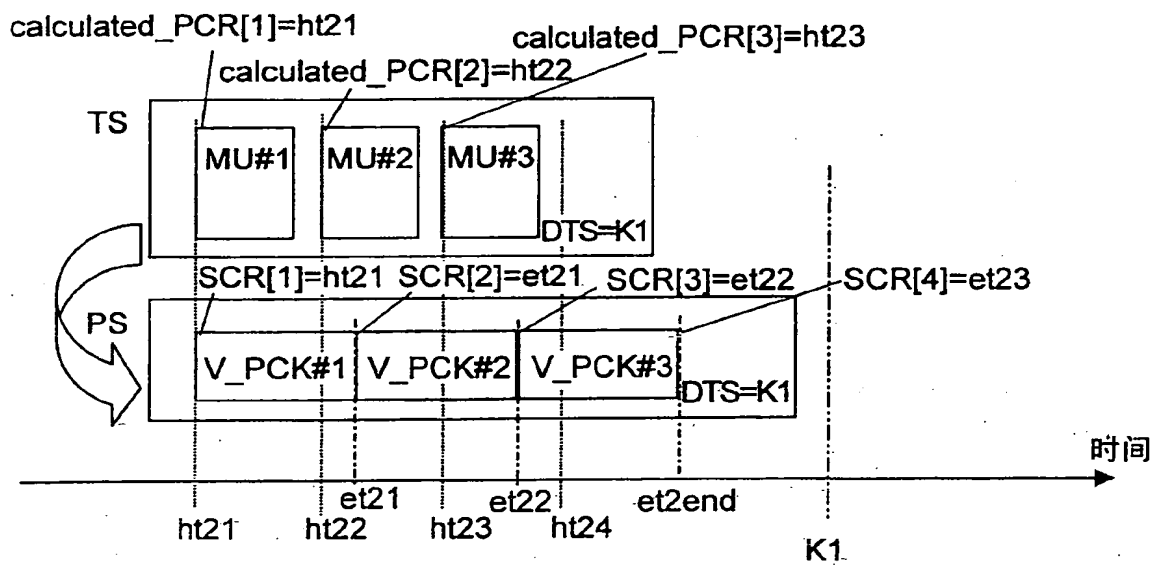 calculated_PCR[1]=ht21
calculated_PCR[3]=ht23
calculated_PCR[2]=ht22
TS
MU#1 MU#2 MU#3
DTS=K1
SCR[1]=ht21 SCR[2]=et21 SCR[3]=et22 SCR[4]=et23
PS
V_PCK#1 V_PCK#2 V_PCK#3
DTS=K1
时间
et21 et22 et2end
ht21 ht22 ht23 ht24
K1